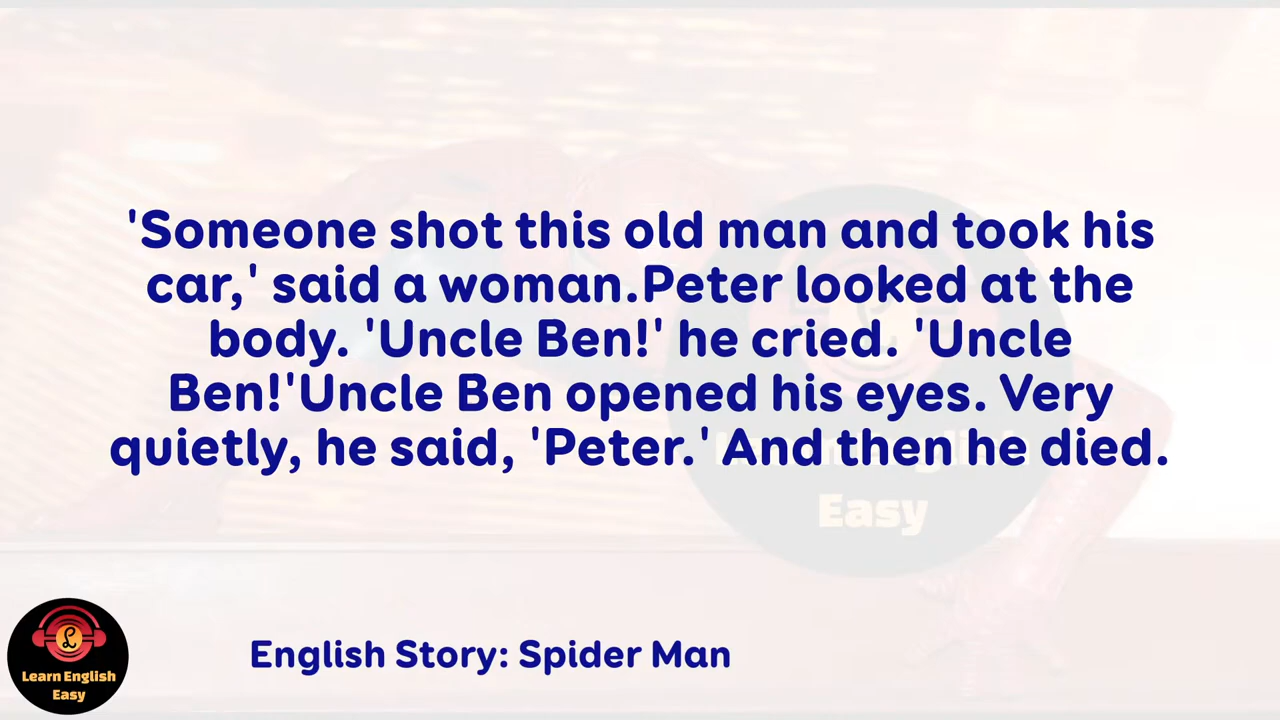 'Someone shot this old man and took his
car,' said a woman.Peter looked at the
body. 'Uncle Ben!' he cried. 'Uncle
Ben!'Uncle Ben opened his eyes. Very
quietly, he said, 'Peter.' And then he died.
Easy
English Story: Spider Man
Learn English
Easy